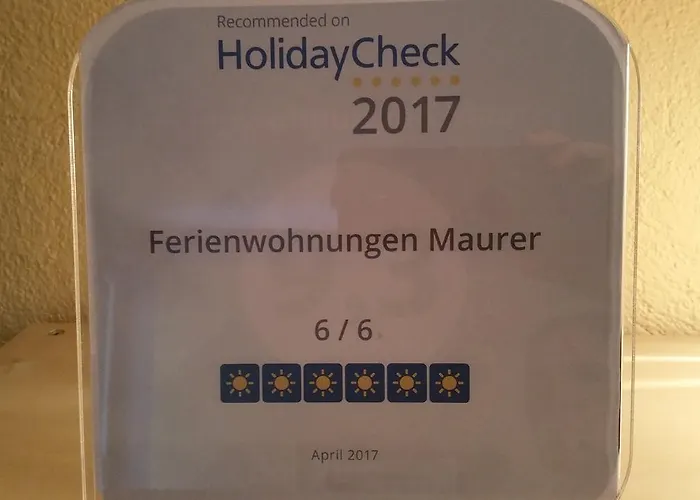 Recommended on
HolidayCheck
2017
Ferienwohnungen Maurer
6 / 6
April 2017